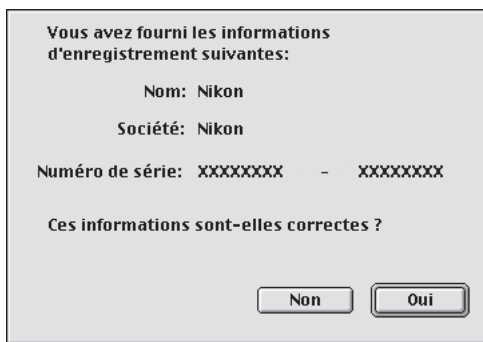 Vous avez fourni les informations
d'enregistrement suivantes:
Nom: Nikon
Société: Nikon
Numéro de série: XXXXXXXX - XXXXXXXX
Ces informations sont-elles correctes ?
Non Oui